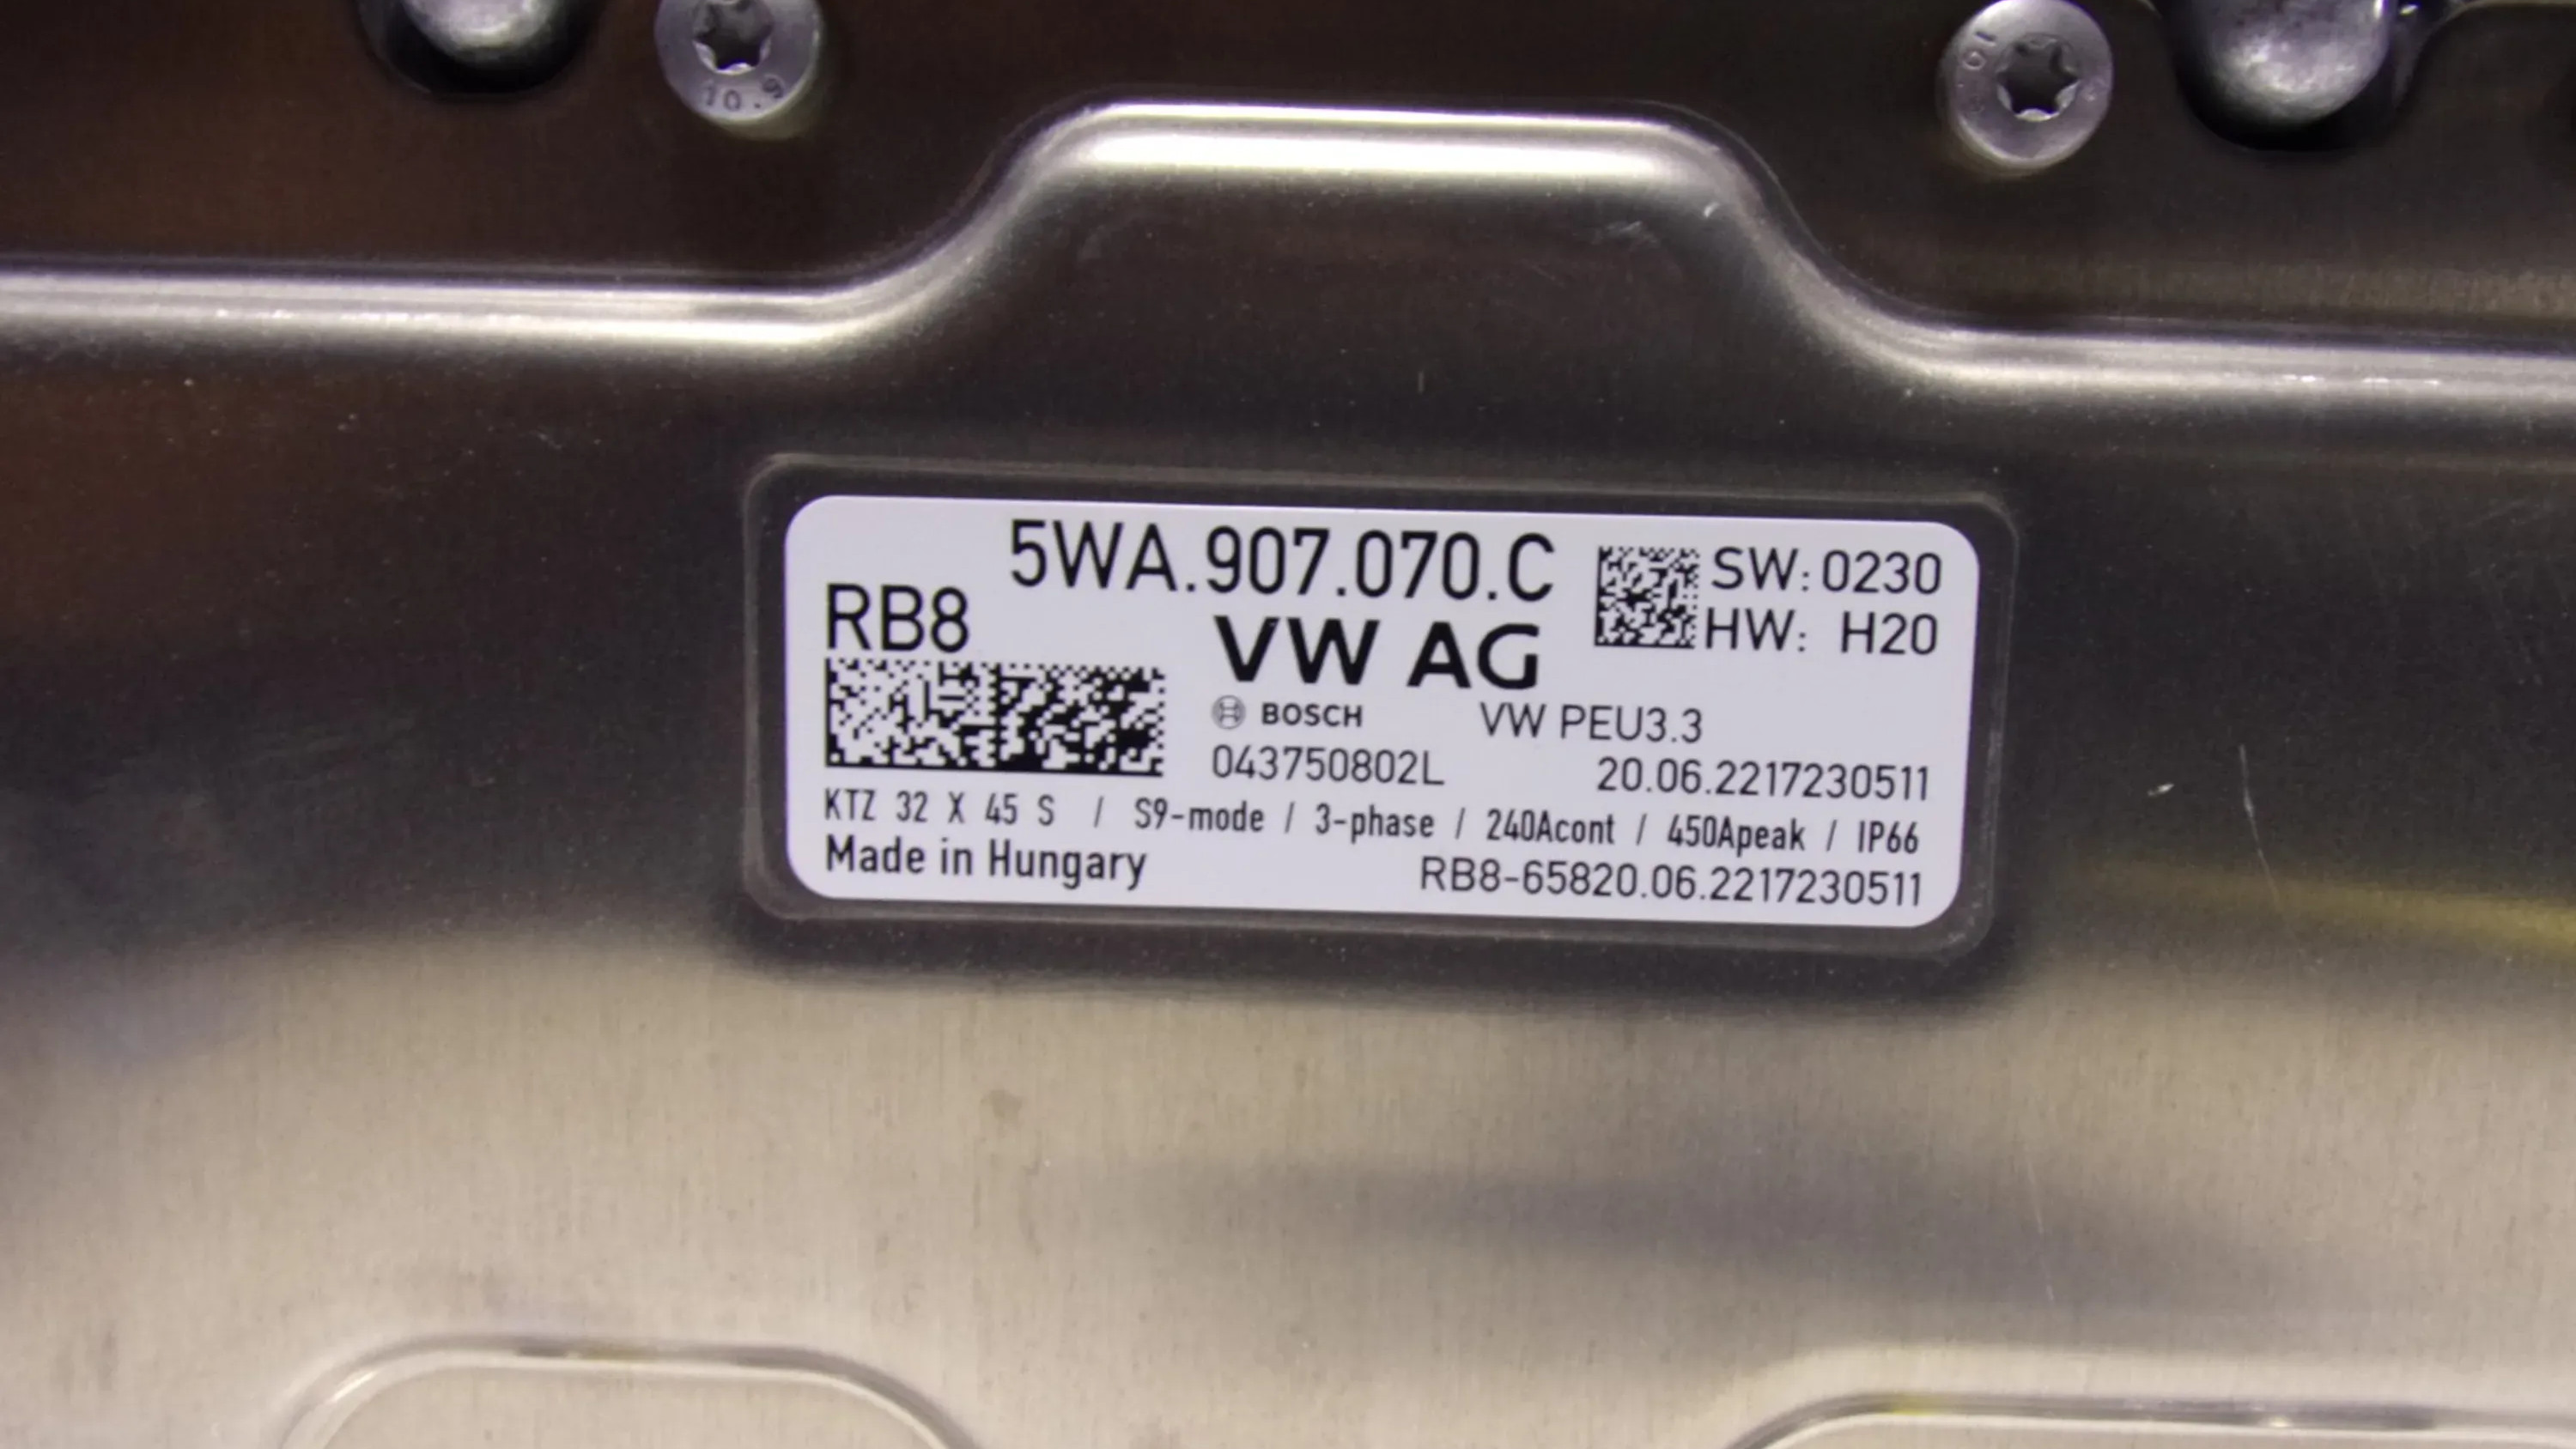 10.9
19
5WA.907.070.C
SW: 0230
RB8
HW: H20
VW AG
BOSCH VW PEU3.3
043750802L 20.06.2217230511
KTZ 32 X 45 S / S9-mode / 3-phase / 240Acont / 450Apeak / IP66
Made in Hungary RB8-65820.06.2217230511